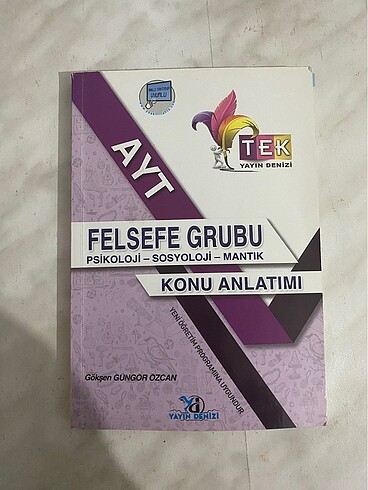 AYT
TEK
YAYIN DENİZİ
FELSEFE GRUBU
PSİKOLOJİ – SOSYOLOJİ – MANTIK
KONU ANLATIMI
YENİ ÖĞRETİM PROGRAMINA UYGUNDUR
Gökşen GÜNGÖR ÖZCAN
YAYIN DENİZİ